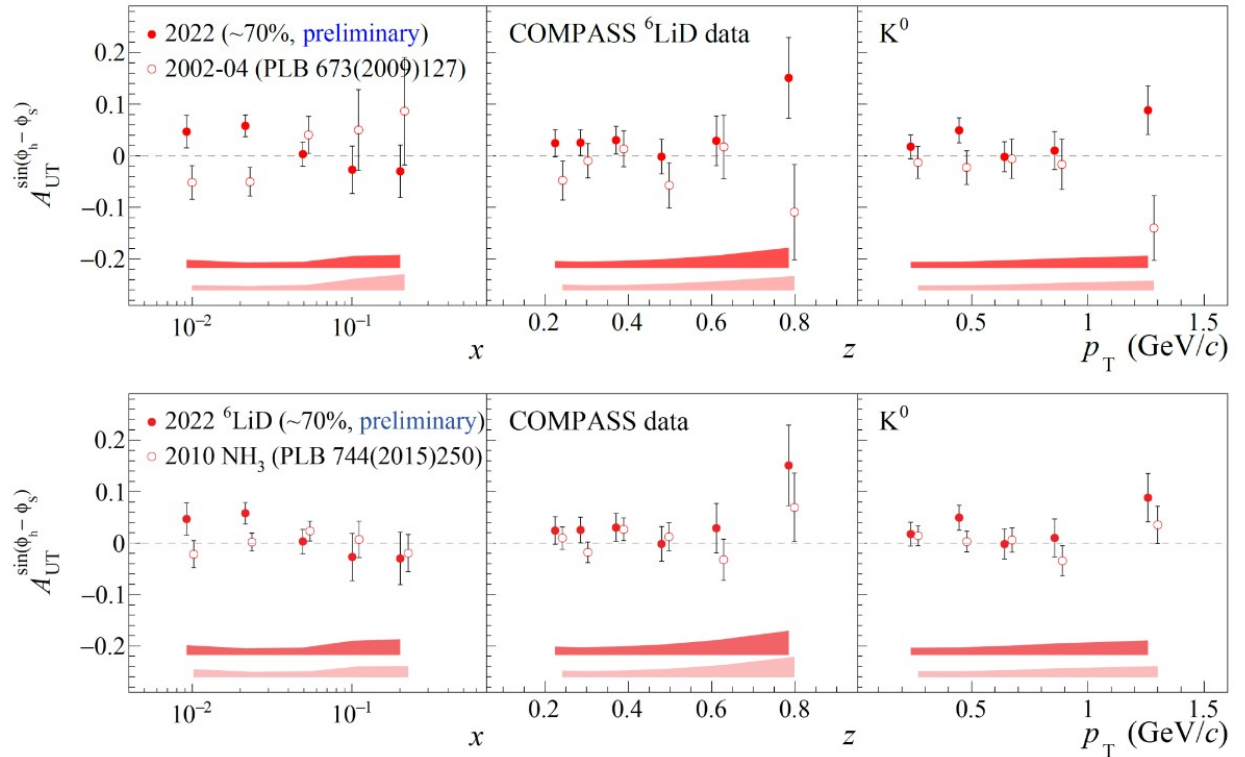 2022 (~70%, preliminary)
2002-04 (PLB 673(2009)127)
COMPASS ⁶LiD data
K⁰
A_UT^sin(ϕ_h − ϕ_S)
0.2
0.1
0
−0.1
−0.2
10⁻² 10⁻¹
x
0.2 0.4 0.6 0.8
z
0.5 1 1.5
p_T (GeV/c)
2022 ⁶LiD (~70%, preliminary)
2010 NH₃ (PLB 744(2015)250)
COMPASS data
K⁰
A_UT^sin(ϕ_h − ϕ_S)
0.2
0.1
0
−0.1
−0.2
10⁻² 10⁻¹
x
0.2 0.4 0.6 0.8
z
0.5 1 1.5
p_T (GeV/c)